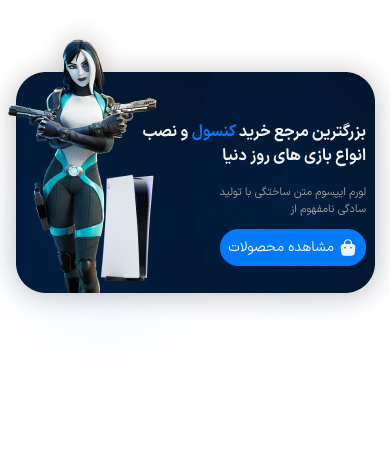 بزرگترین مرجع خرید کنسول و نصب
انواع بازی های روز دنیا
لورم ایپسوم متن ساختگی با تولید
سادگی نامفهوم از
مشاهده محصولات